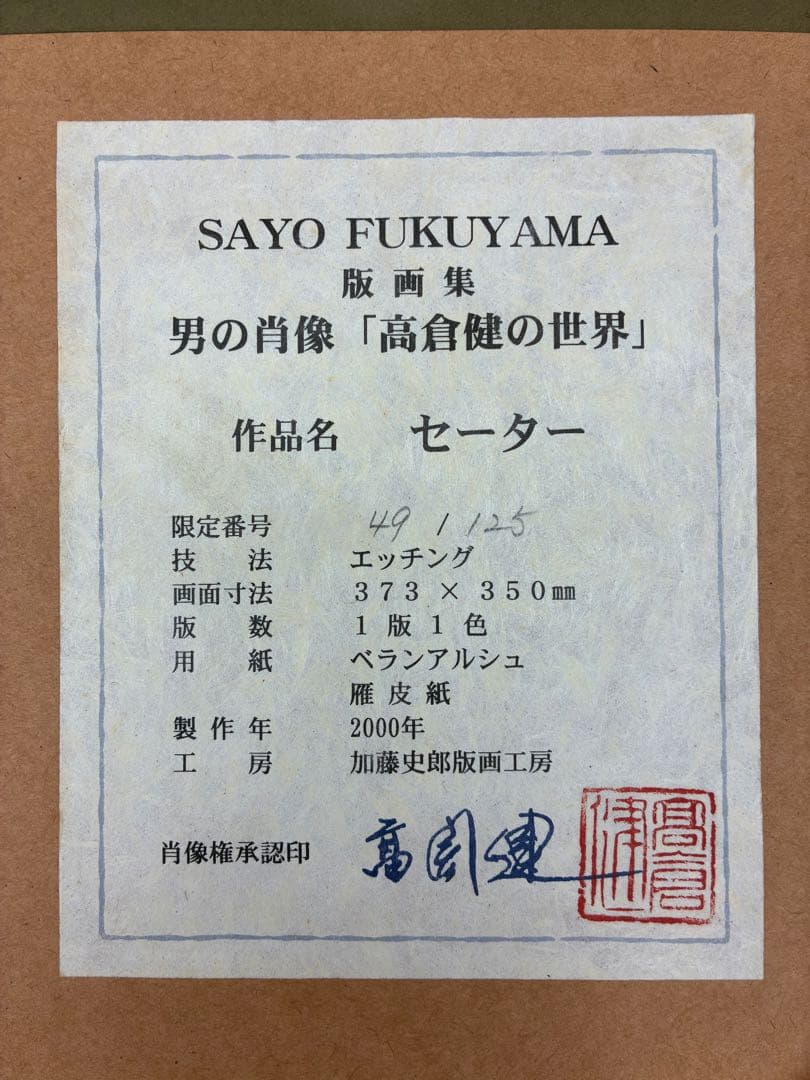 SAYO FUKUYAMA
版画集
男の肖像「高倉健の世界」
作品名 セーター
限定番号 49 / 125
技法 エッチング
画面寸法 373 × 350㎜
版数 1版1色
用紙 ベランアルシュ
雁皮紙
製作年 2000年
工房 加藤史郎版画工房
肖像権承認印 高倉健
髙倉健